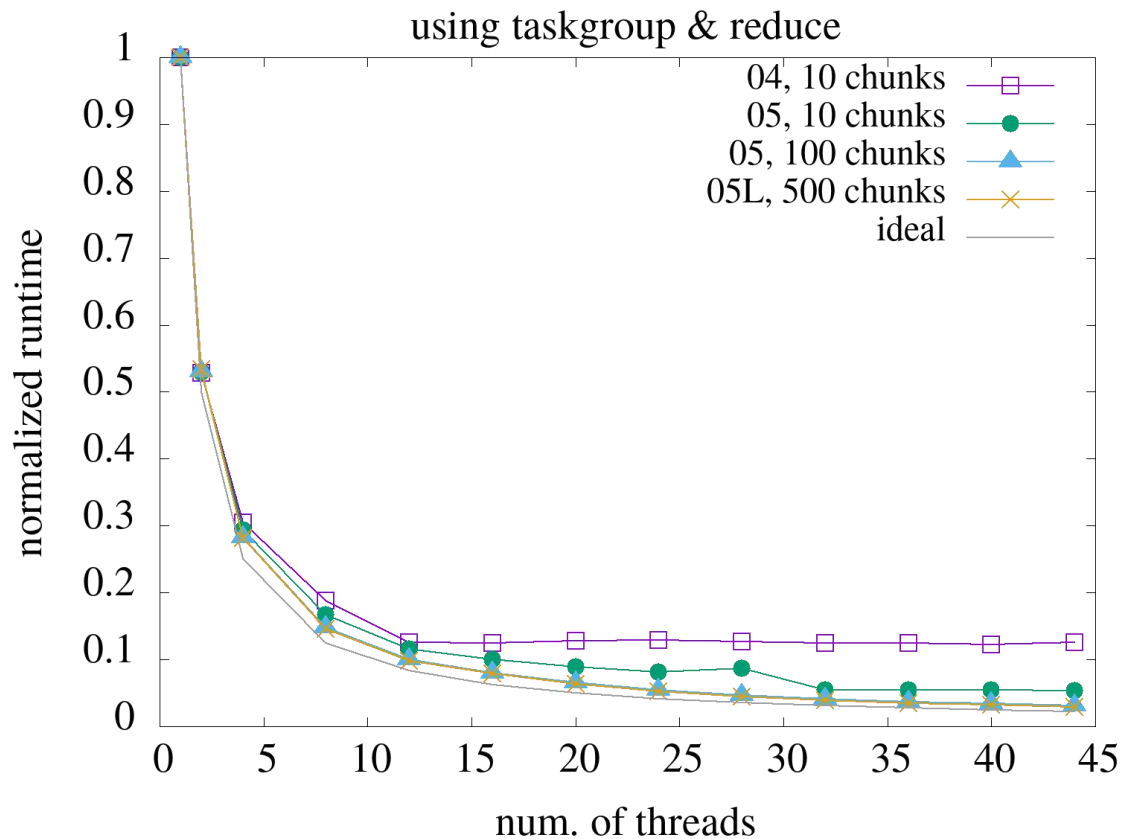 using taskgroup & reduce
1
0.9
0.8
0.7
0.6
0.5
0.4
0.3
0.2
0.1
0
normalized runtime
04, 10 chunks
05, 10 chunks
05, 100 chunks
05L, 500 chunks
ideal
0 5 10 15 20 25 30 35 40 45
num. of threads